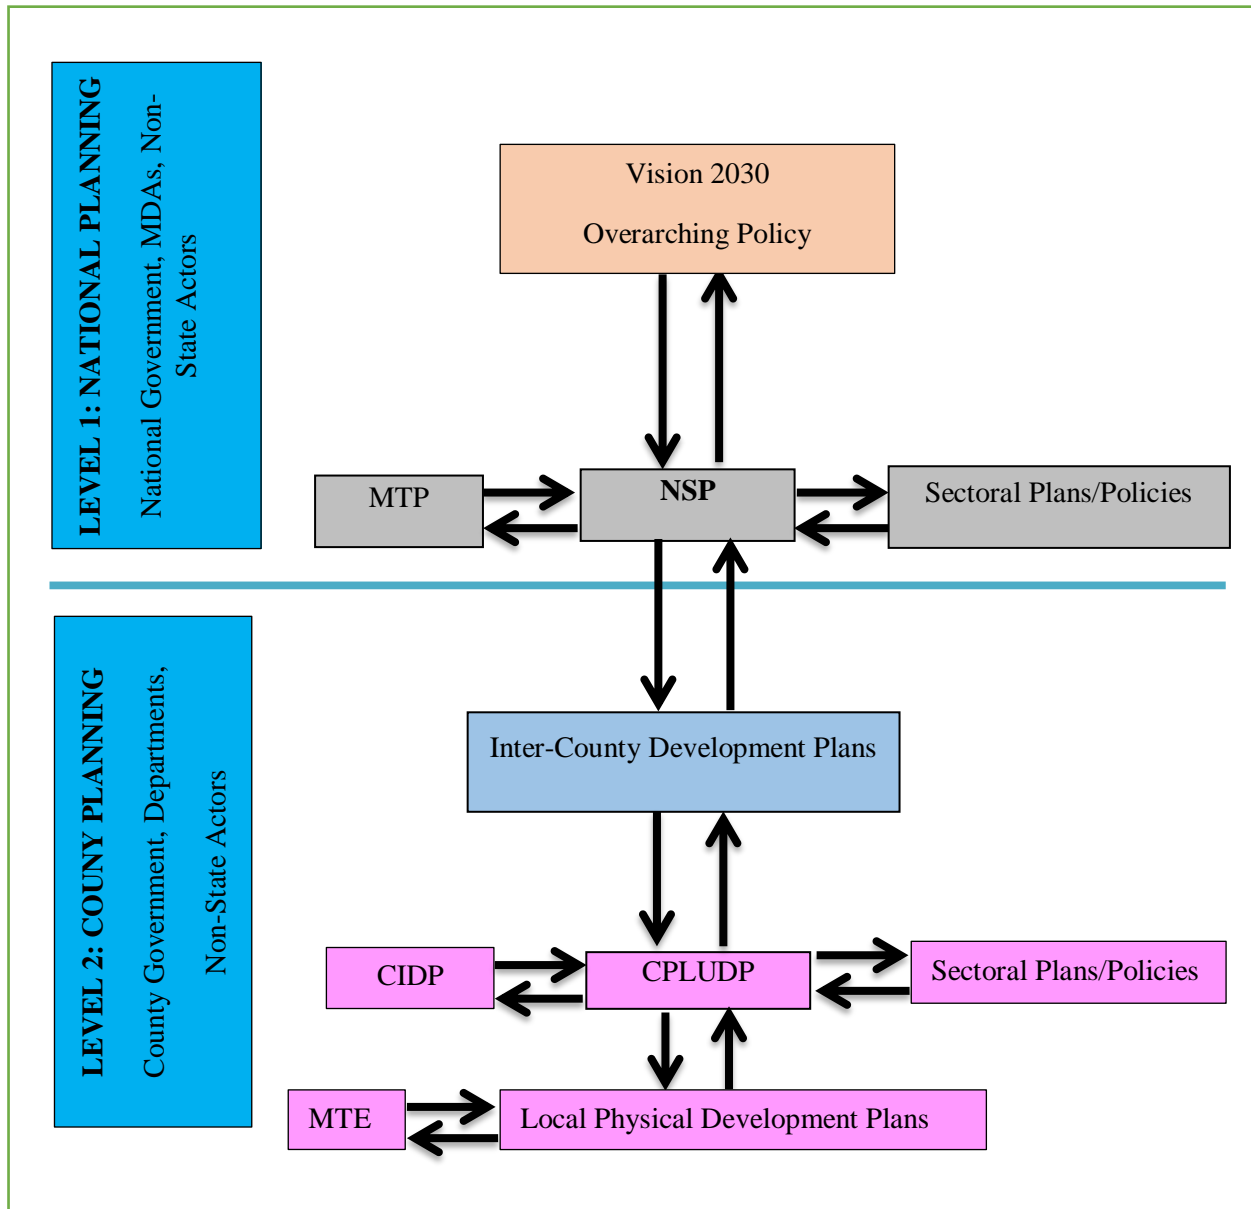 LEVEL 1: NATIONAL PLANNING
National Government, MDAs, Non-
State Actors
Vision 2030
Overarching Policy
MTP
NSP
Sectoral Plans/Policies
LEVEL 2: COUNY PLANNING
County Government, Departments,
Non-State Actors
Inter-County Development Plans
CIDP
CPLUDP
Sectoral Plans/Policies
MTE
Local Physical Development Plans